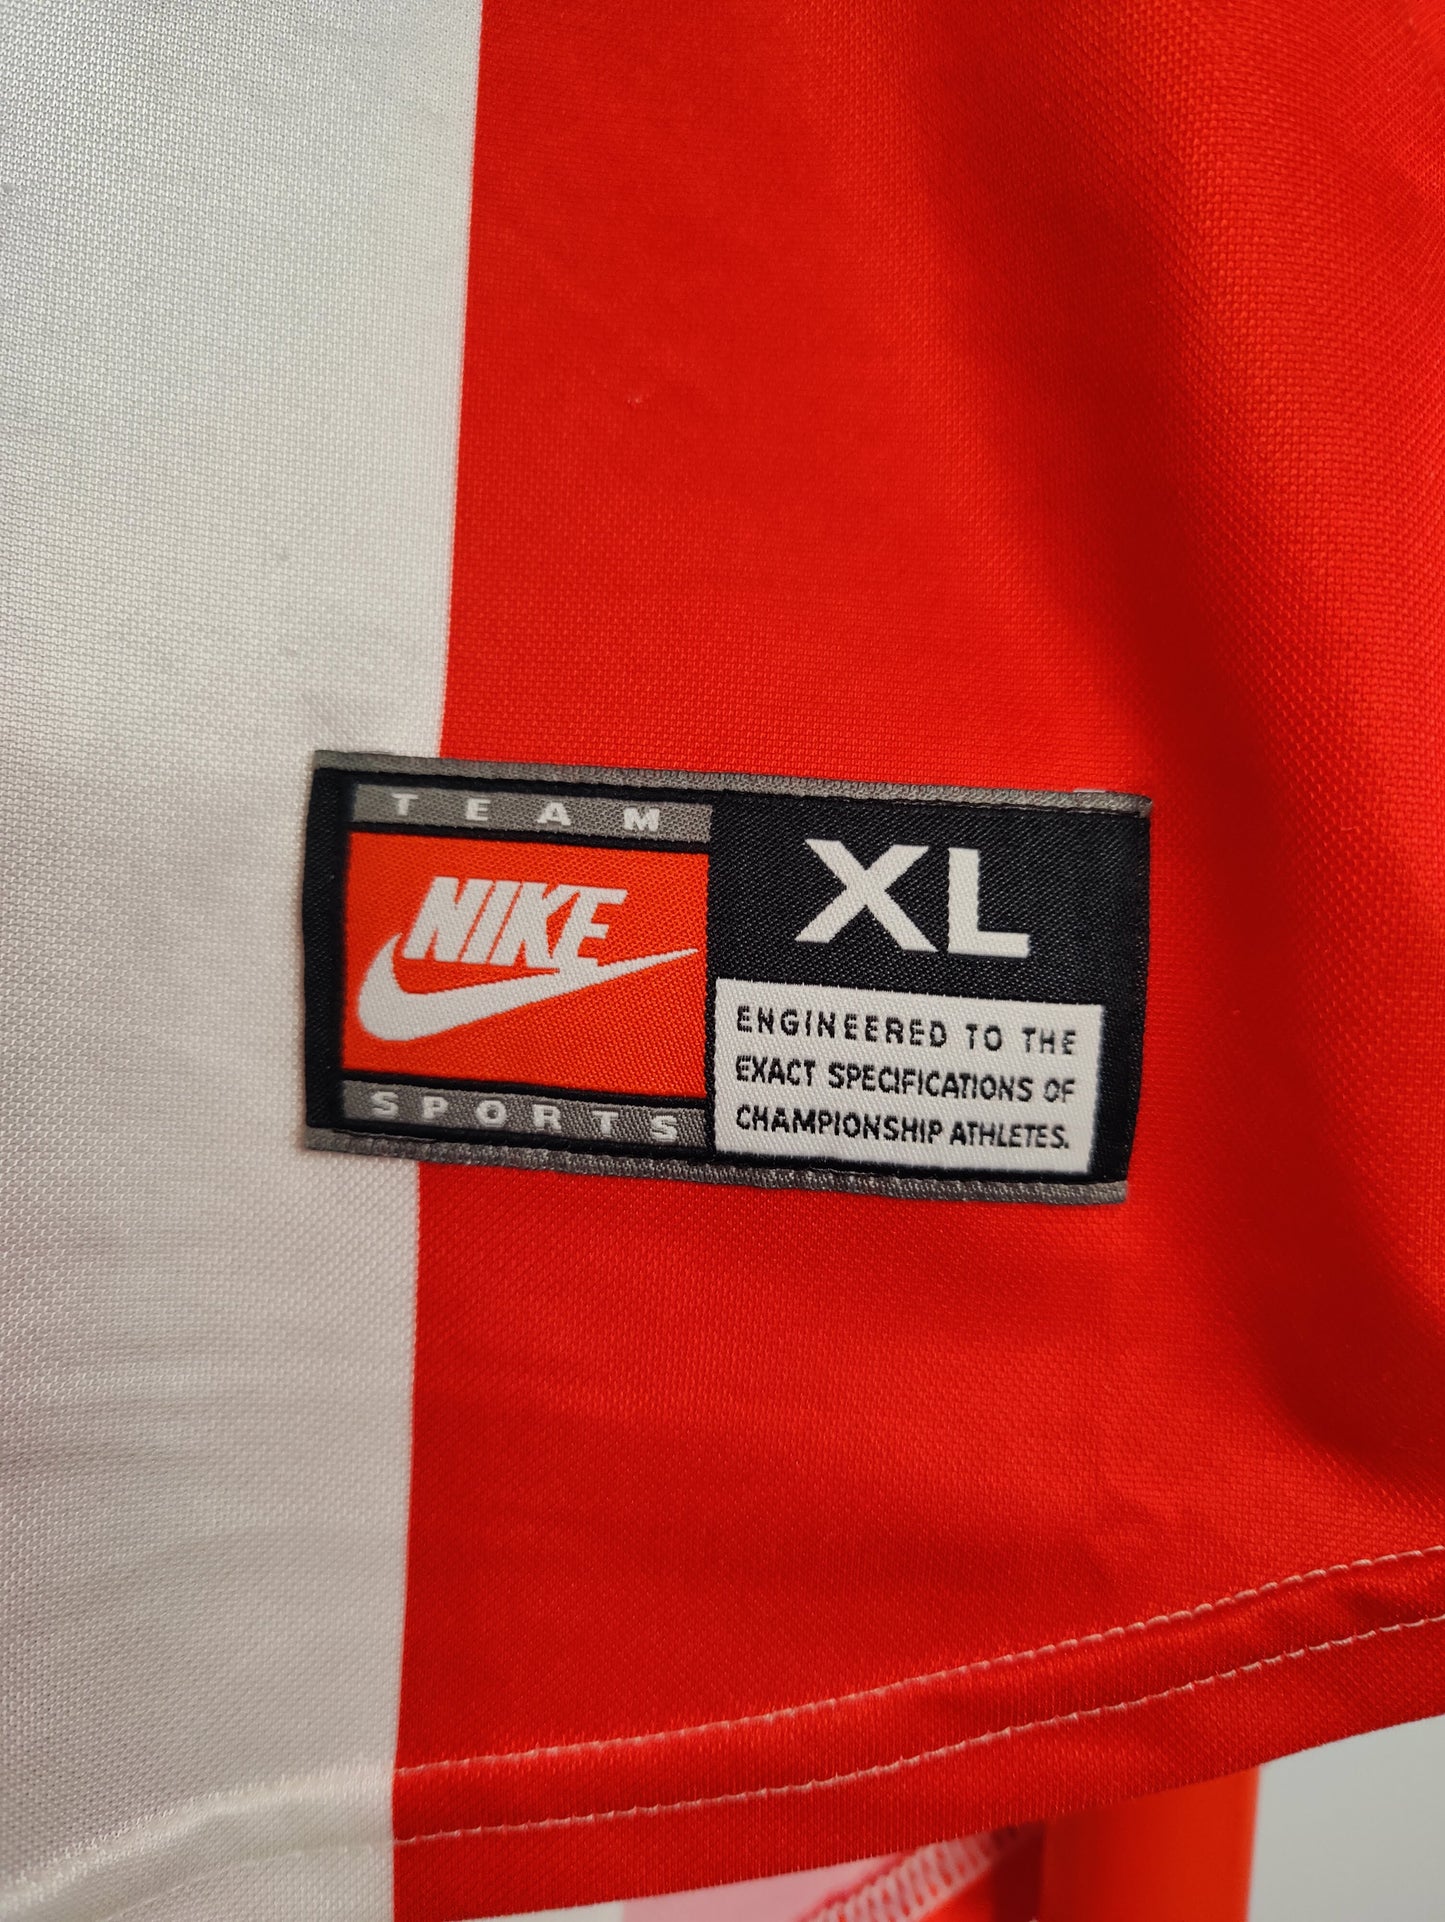 TEAM
NIKE
SPORTS
XL
ENGINEERED TO THE
EXACT SPECIFICATIONS OF
CHAMPIONSHIP ATHLETES.